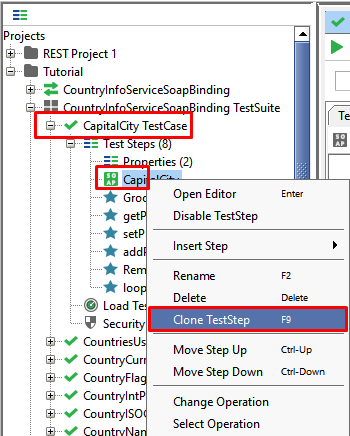 Projects
REST Project 1
Tutorial
CountryInfoServiceSoapBinding
CountryInfoServiceSoapBinding TestSuite
CapitalCity TestCase
Test Steps (8)
Properties (2)
SOAP CapitalCity
Groo
getP
setP
addP
Rem
loop
Load Te
Security
CountriesUs
CountryCurr
CountryFlag
CountryIntP
CountryISOC
CountryNam
Te
Open Editor Enter
Disable TestStep
Insert Step
Rename F2
Delete Delete
Clone TestStep F9
Move Step Up Ctrl-Up
Move Step Down Ctrl-Down
Change Operation
Select Operation